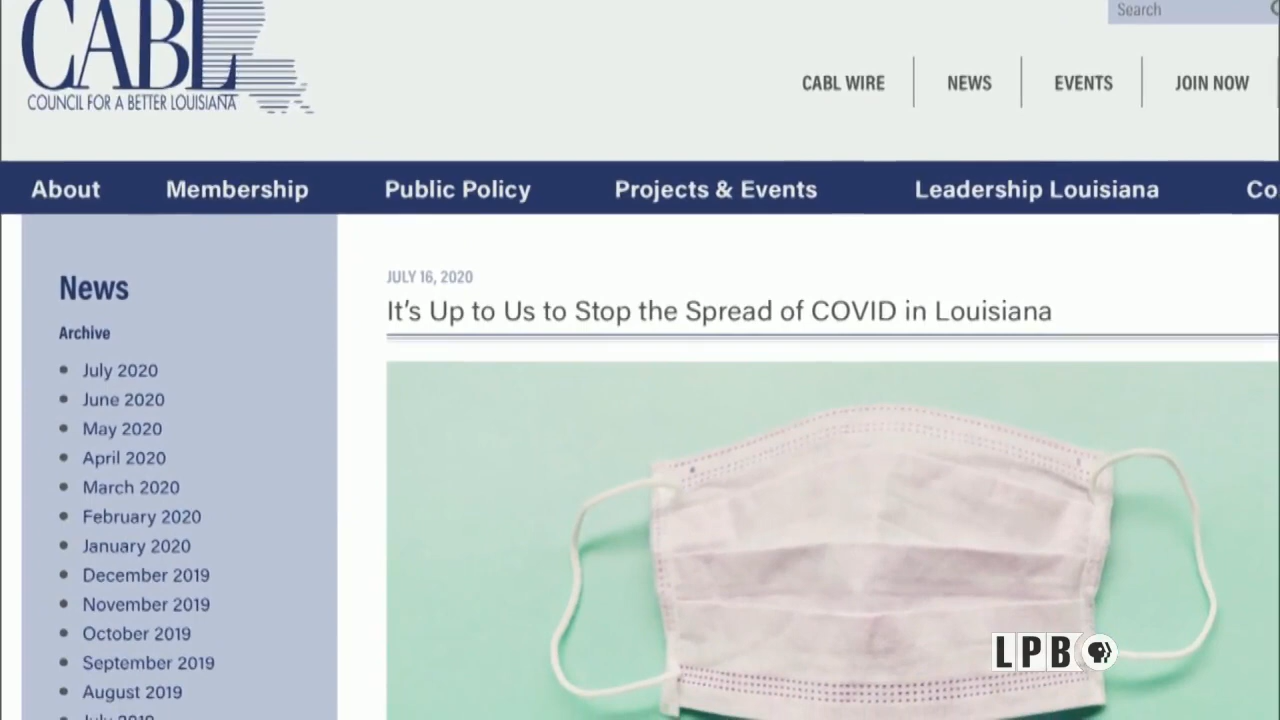 CABL
COUNCIL FOR A BETTER LOUISIANA
Search
CABL WIRE
NEWS
EVENTS
JOIN NOW
About
Membership
Public Policy
Projects & Events
Leadership Louisiana
Co
News
Archive
July 2020
June 2020
May 2020
April 2020
March 2020
February 2020
January 2020
December 2019
November 2019
October 2019
September 2019
August 2019
July 2019
JULY 16, 2020
It's Up to Us to Stop the Spread of COVID in Louisiana
LPB